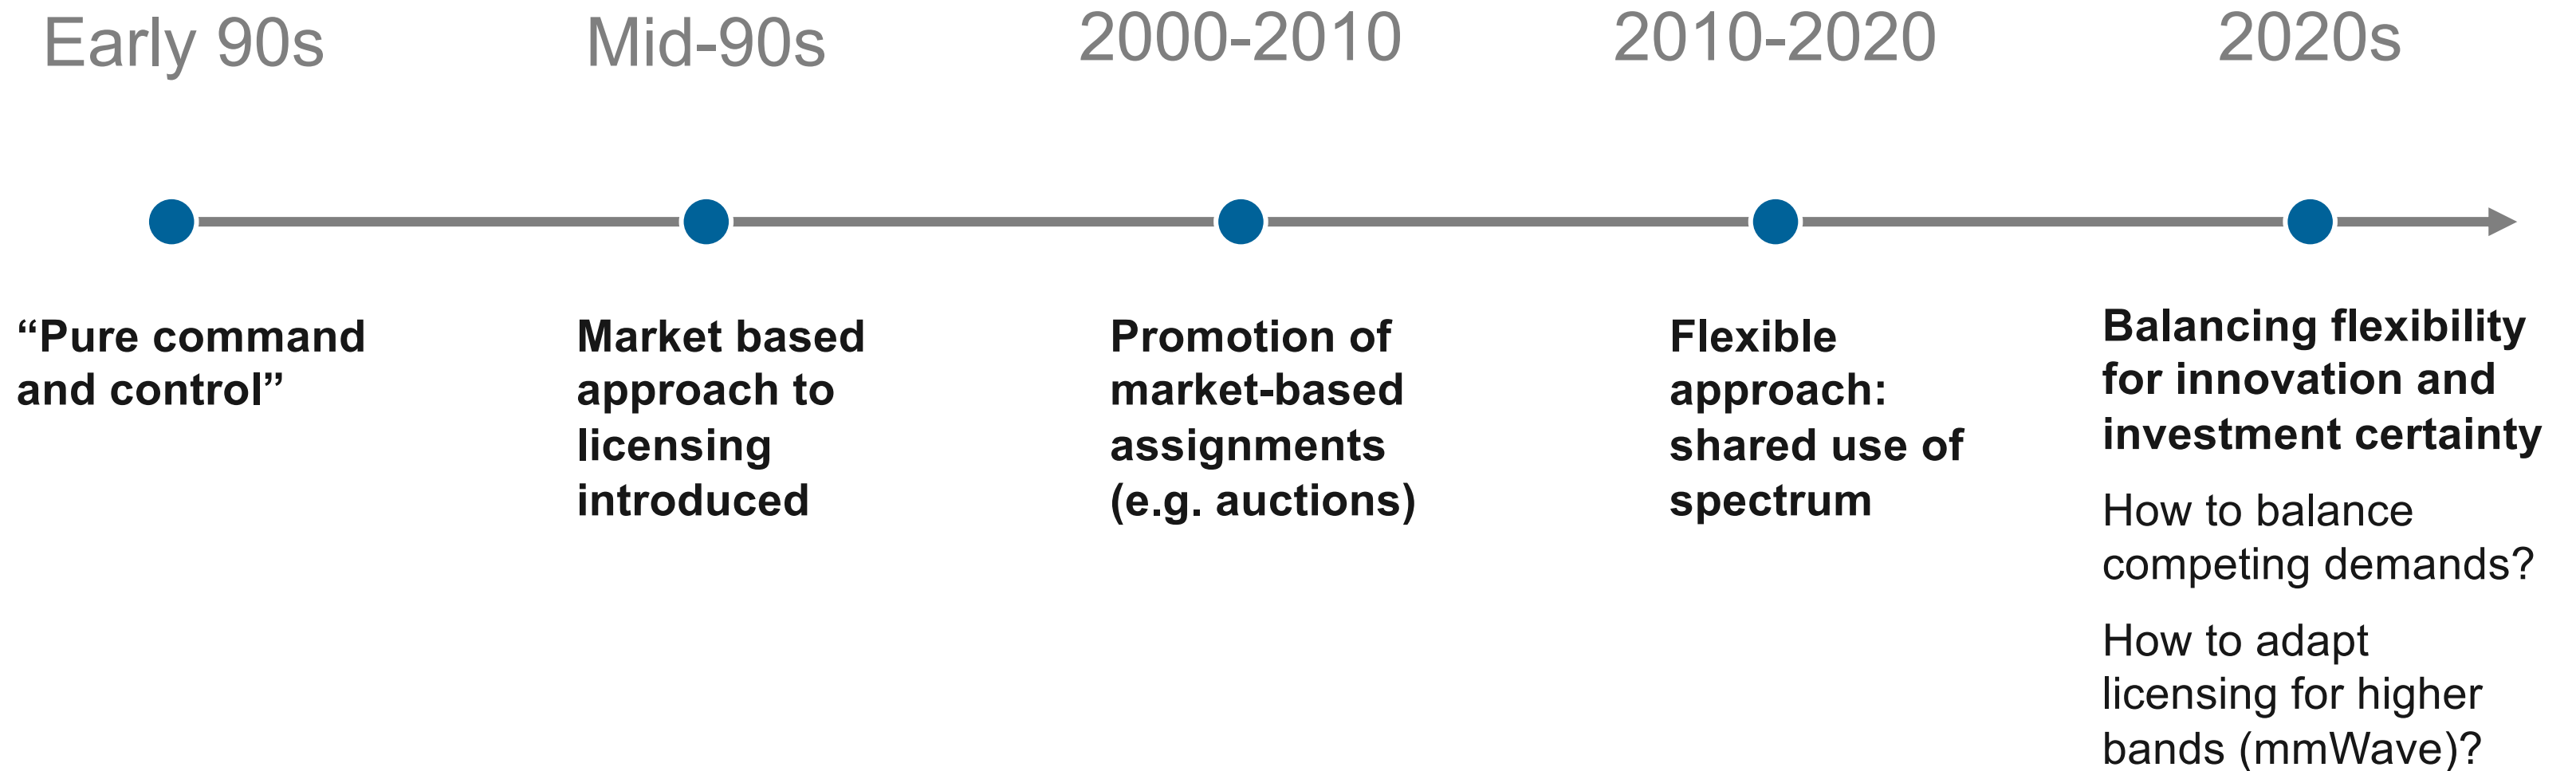 Early 90s
Mid-90s
2000-2010
2010-2020
2020s
“Pure command
and control”
Market based
approach to
licensing
introduced
Promotion of
market-based
assignments
(e.g. auctions)
Flexible
approach:
shared use of
spectrum
Balancing flexibility
for innovation and
investment certainty
How to balance
competing demands?
How to adapt
licensing for higher
bands (mmWave)?